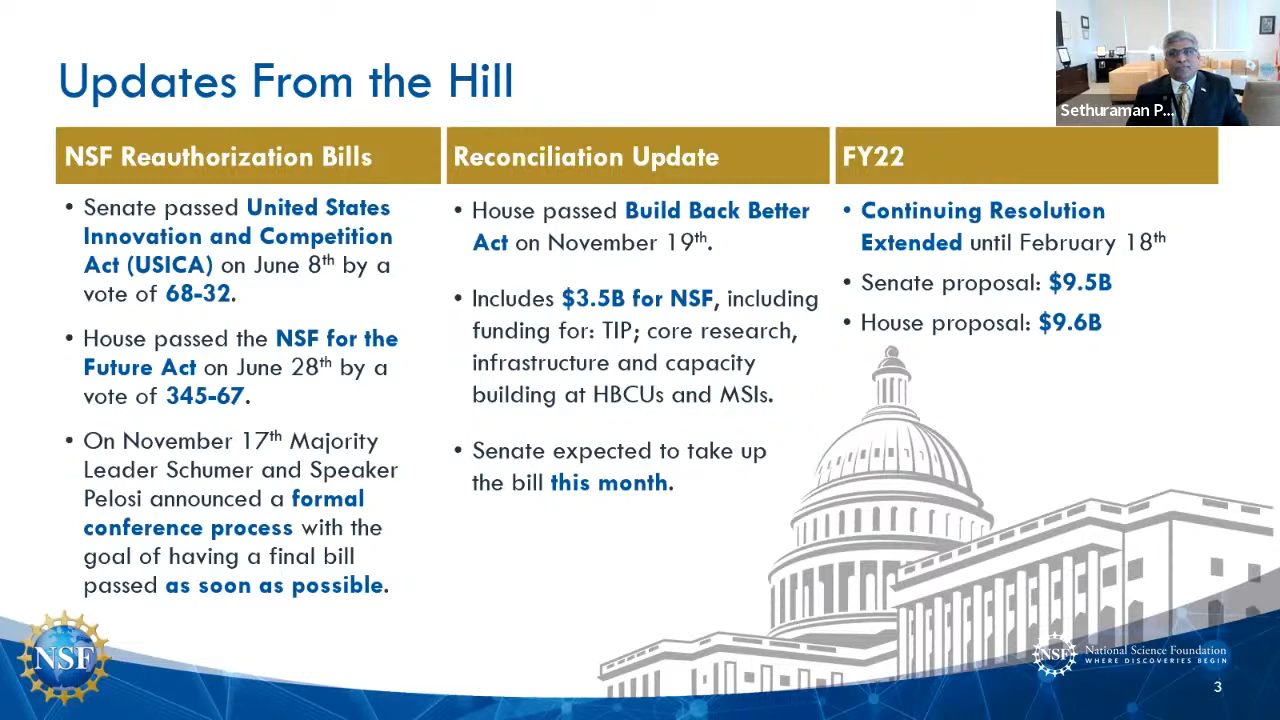 Updates From the Hill
Sethuraman P...
NSF Reauthorization Bills
• Senate passed United States
Innovation and Competition
Act (USICA) on June 8th by a
vote of 68-32.
• House passed the NSF for the
Future Act on June 28th by a
vote of 345-67.
• On November 17th Majority
Leader Schumer and Speaker
Pelosi announced a formal
conference process with the
goal of having a final bill
passed as soon as possible.
Reconciliation Update
• House passed Build Back Better
Act on November 19th.
• Includes $3.5B for NSF, including
funding for: TIP; core research,
infrastructure and capacity
building at HBCUs and MSIs.
• Senate expected to take up
the bill this month.
FY22
• Continuing Resolution
Extended until February 18th
• Senate proposal: $9.5B
• House proposal: $9.6B
NSF
NSF
National Science Foundation
WHERE DISCOVERIES BEGIN
3